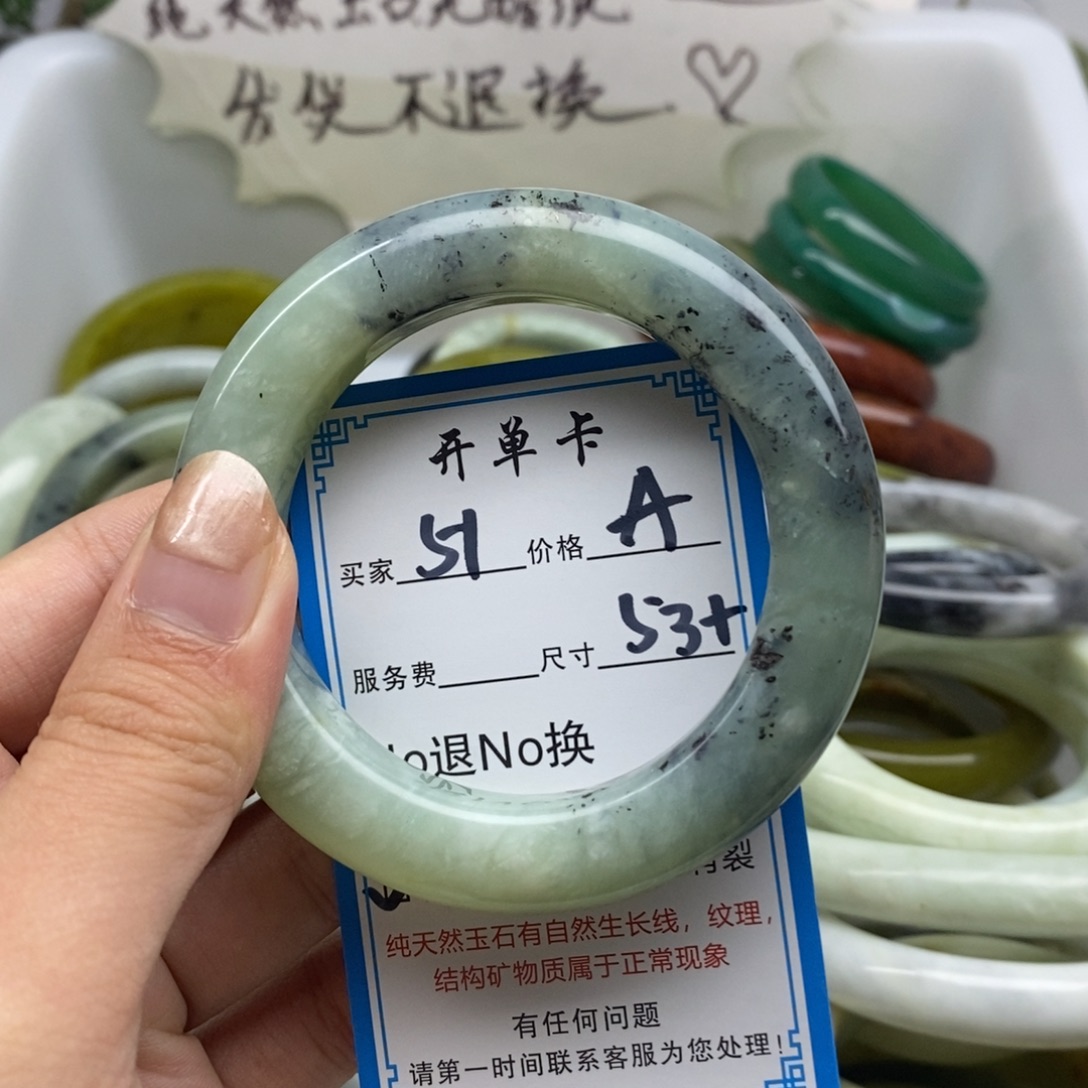 不退换
开单卡
买家 51 价格 A
服务费 尺寸 53+
No退No换
裂
纯天然玉石有自然生长线，纹理，
结构矿物质属于正常现象
有任何问题
请第一时间联系客服为您处理！